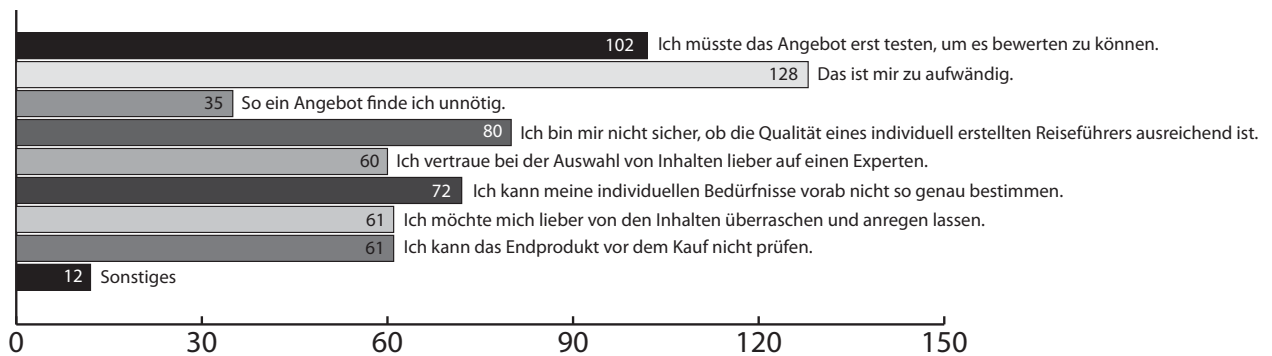 102 Ich müsste das Angebot erst testen, um es bewerten zu können.
128 Das ist mir zu aufwändig.
35 So ein Angebot finde ich unnötig.
80 Ich bin mir nicht sicher, ob die Qualität eines individuell erstellten Reiseführers ausreichend ist.
60 Ich vertraue bei der Auswahl von Inhalten lieber auf einen Experten.
72 Ich kann meine individuellen Bedürfnisse vorab nicht so genau bestimmen.
61 Ich möchte mich lieber von den Inhalten überraschen und anregen lassen.
61 Ich kann das Endprodukt vor dem Kauf nicht prüfen.
12 Sonstiges
0 30 60 90 120 150